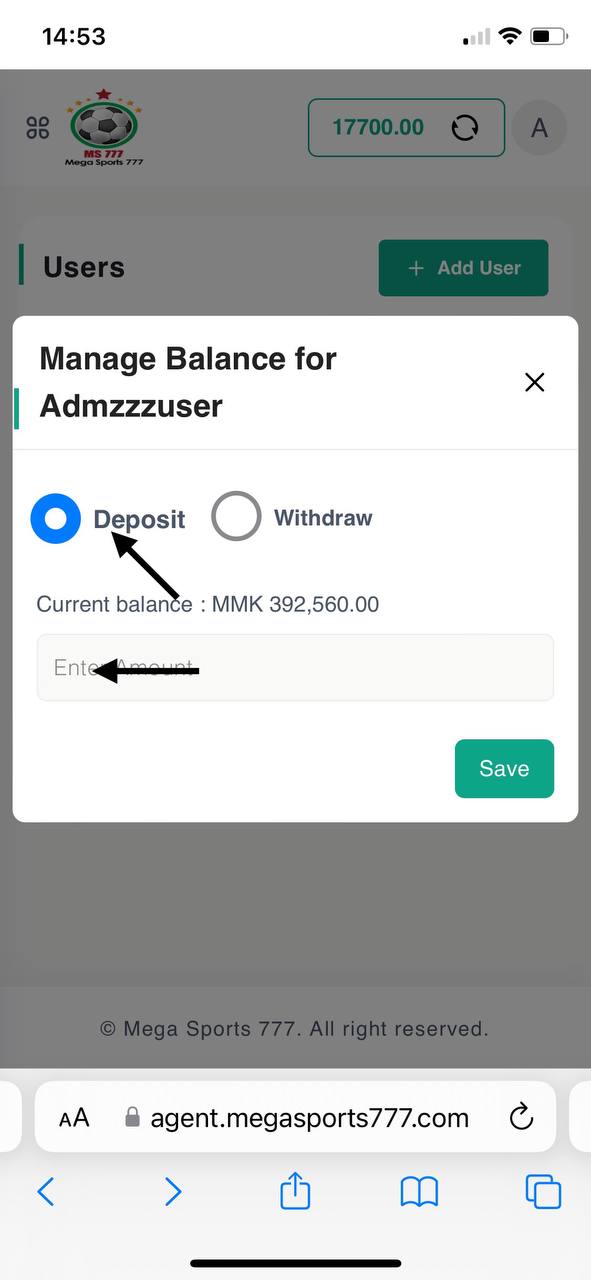 14:53
MS 777
Mega Sports 777
17700.00
A
Users
+ Add User
Manage Balance for
Admzzzuser
Deposit
Withdraw
Current balance : MMK 392,560.00
Enter Amount
Save
© Mega Sports 777. All right reserved.
AA
agent.megasports777.com